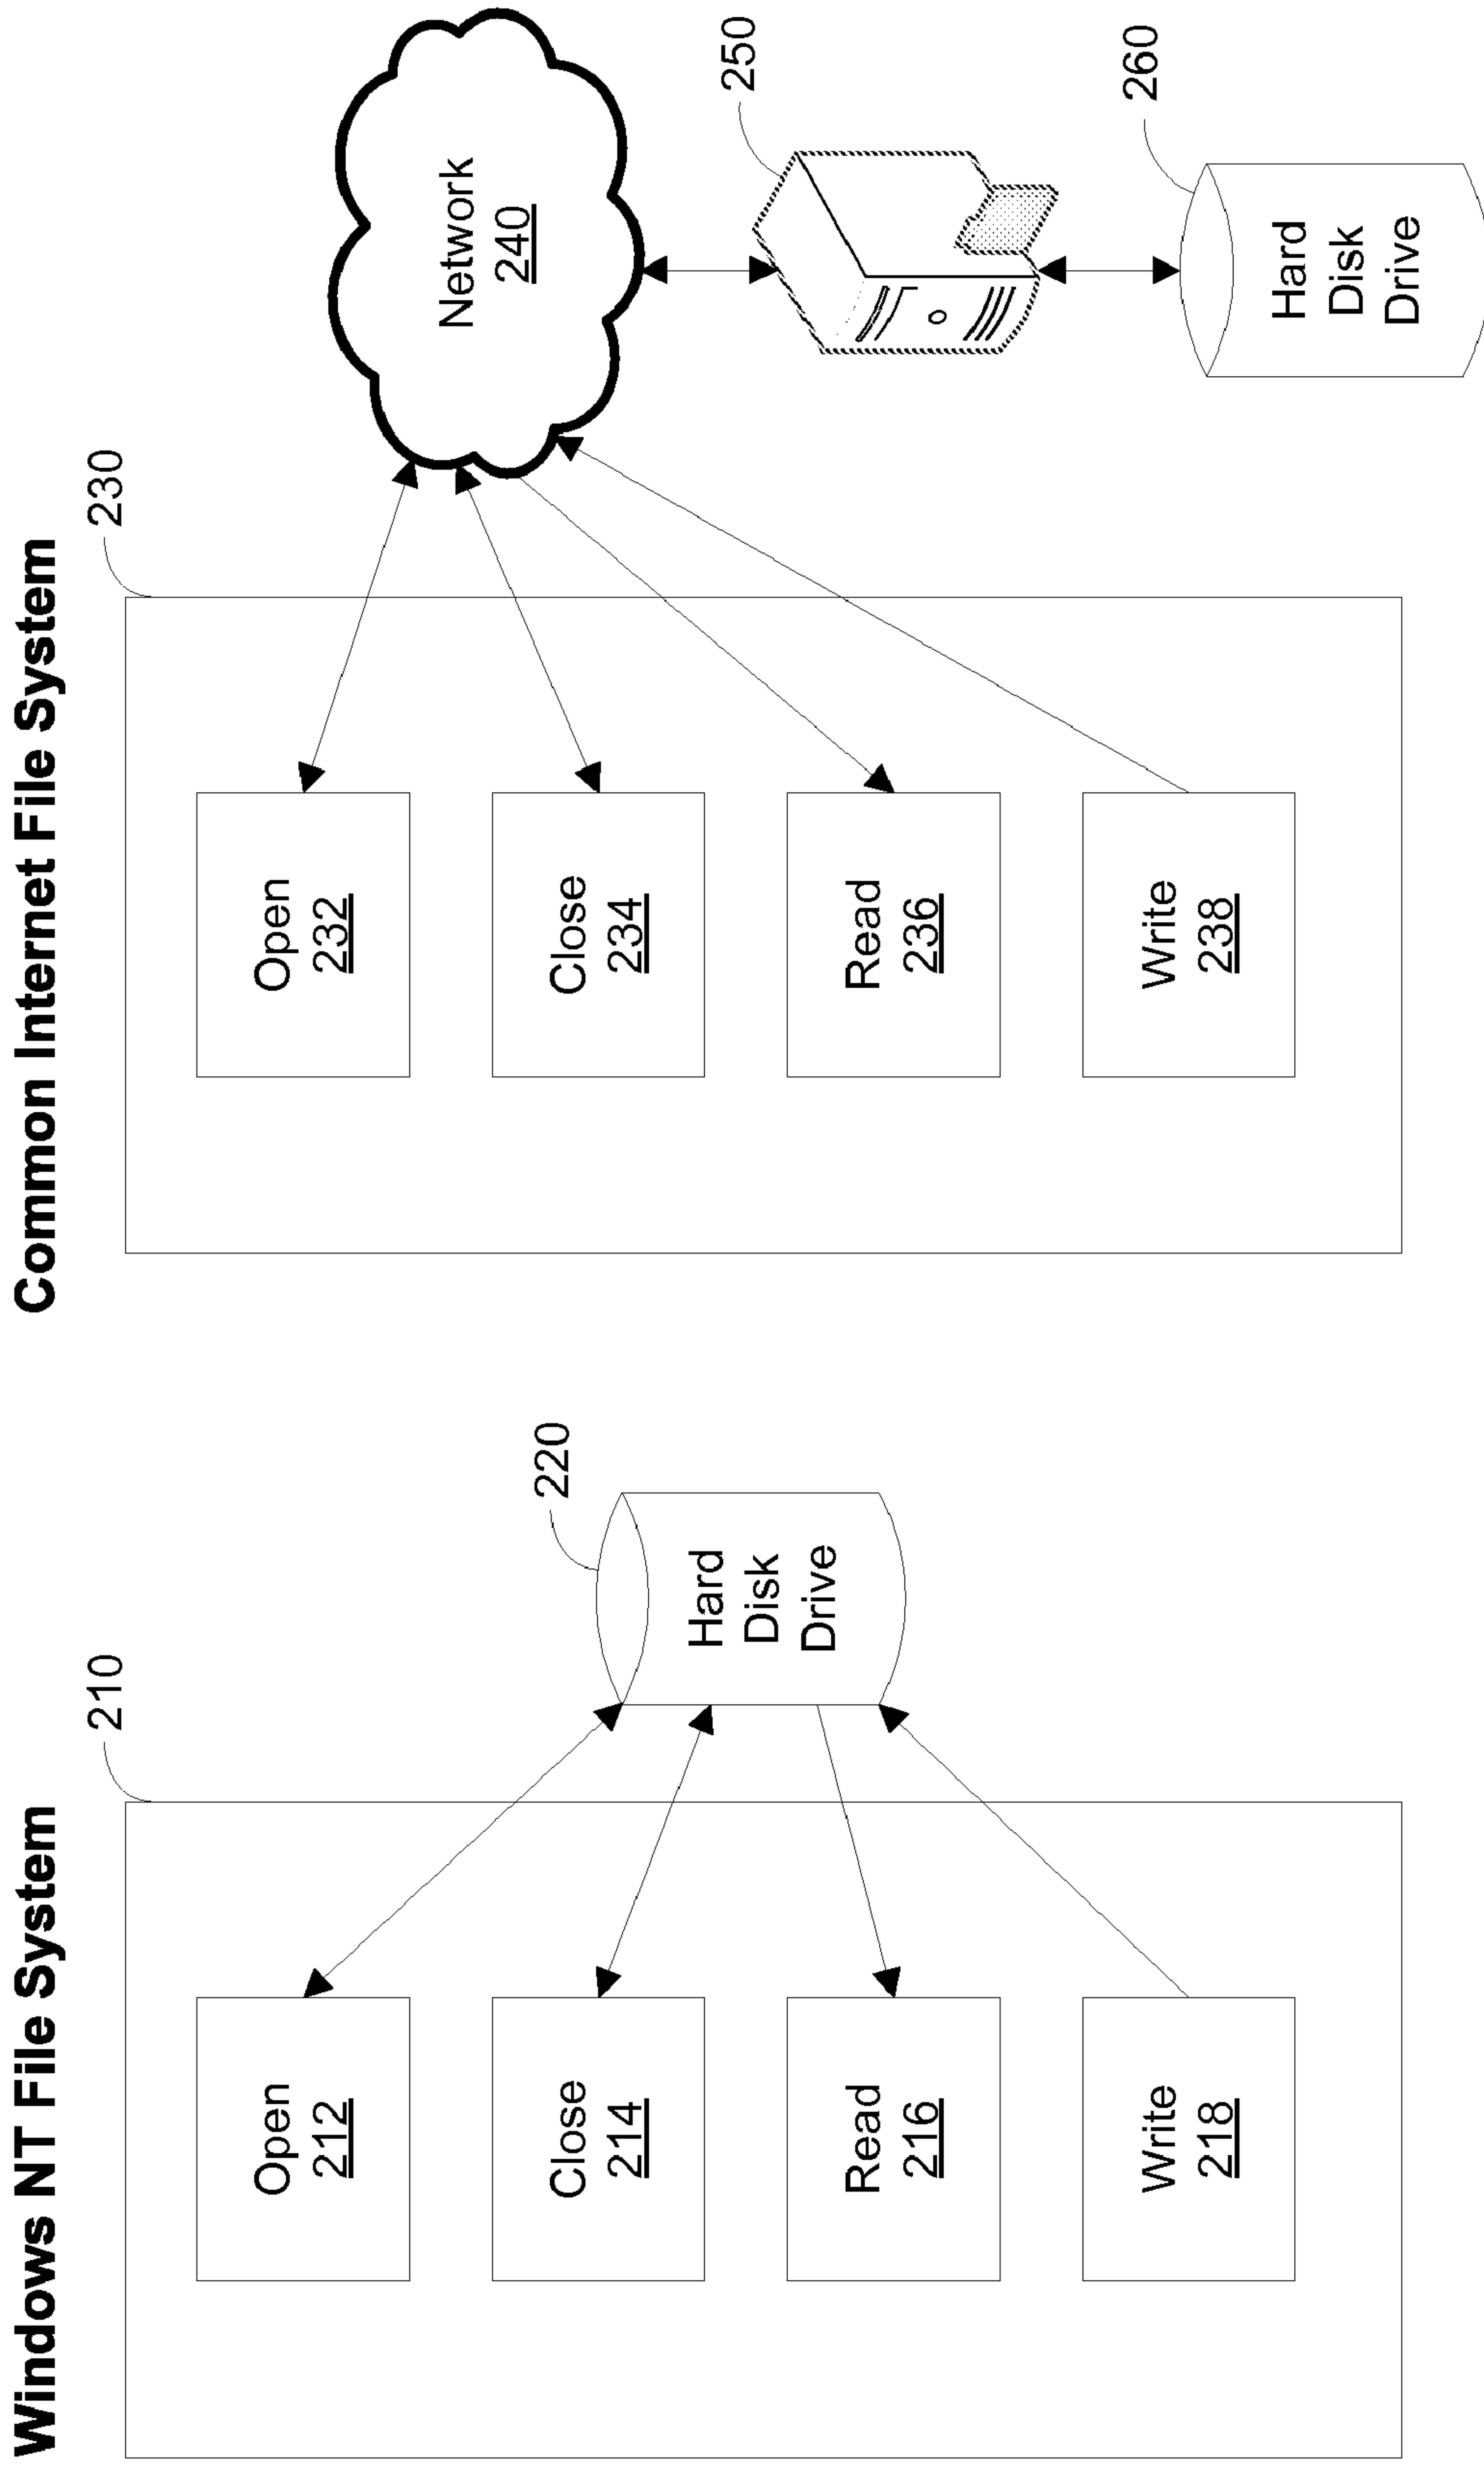 Windows NT File System
210
Open
212
Close
214
Read
216
Write
218
220
Hard
Disk
Drive
Common Internet File System
230
Open
232
Close
234
Read
236
Write
238
Network
240
250
260
Hard
Disk
Drive